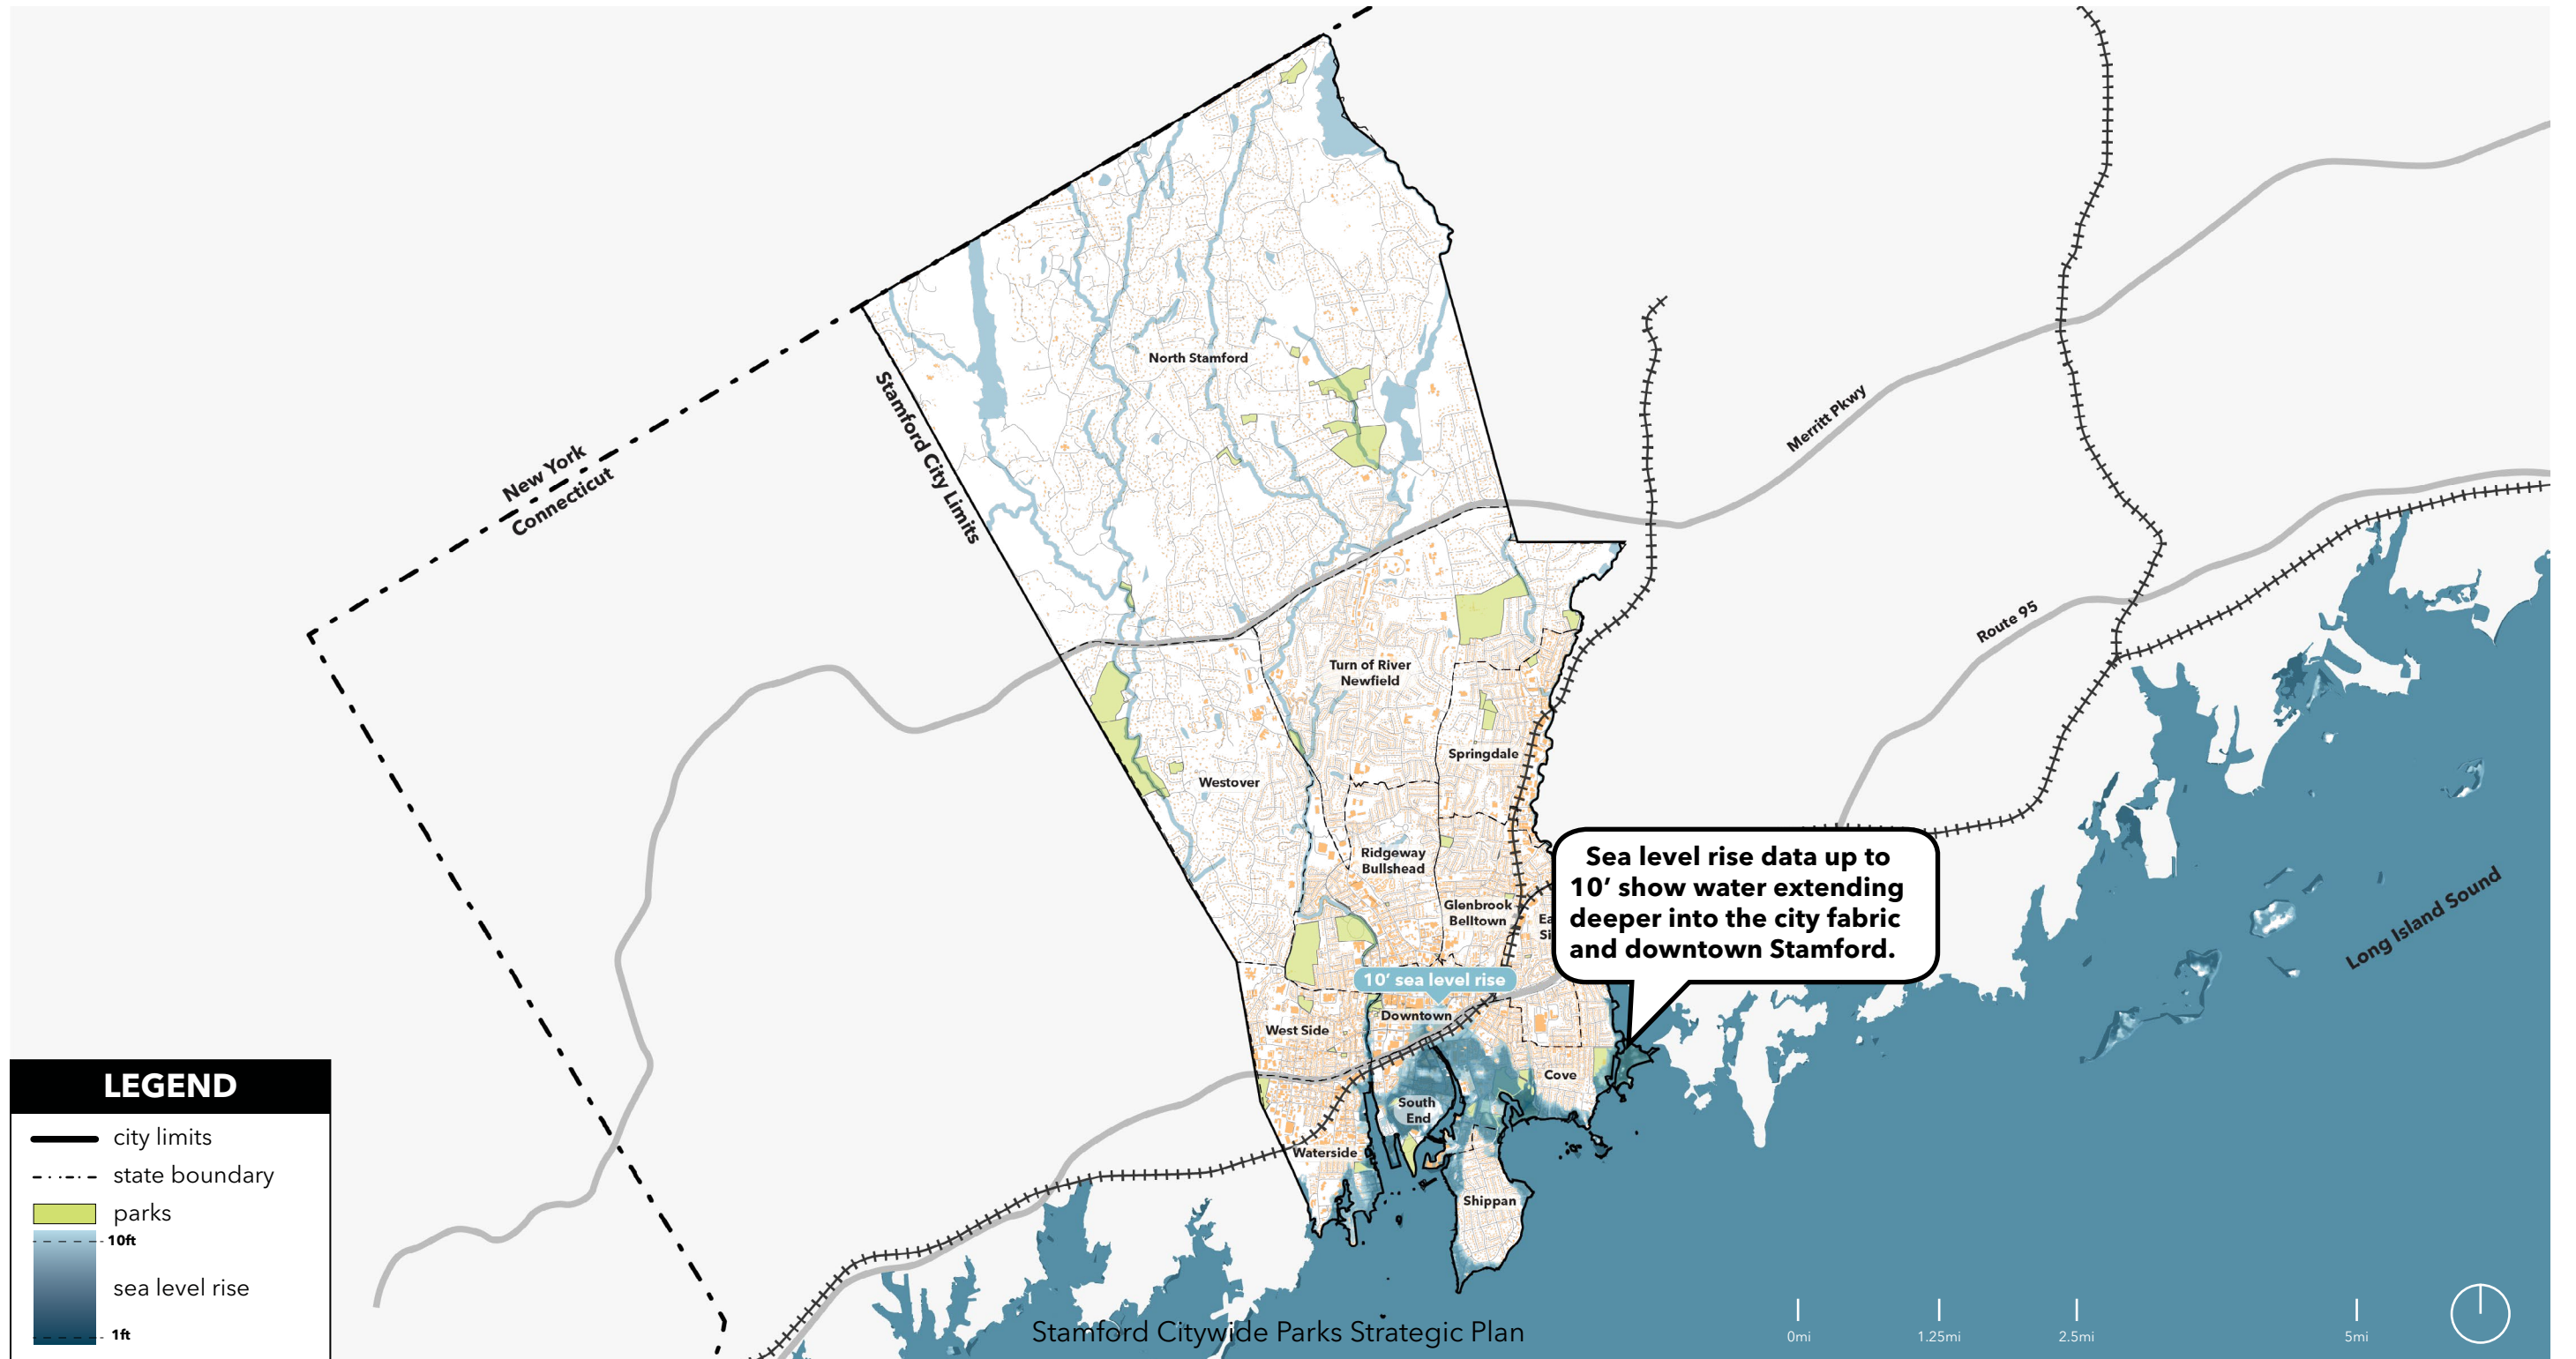 North Stamford
New York
Connecticut
Stamford City Limits
Merritt Pkwy
Route 95
Turn of River
Newfield
Springdale
Westover
Ridgeway
Bullshead
Glenbrook
Belltown
Ea
Si
Sea level rise data up to
10’ show water extending
deeper into the city fabric
and downtown Stamford.
Long Island Sound
10’ sea level rise
Downtown
West Side
Cove
South
End
Waterside
Shippan
LEGEND
city limits
state boundary
parks
10ft
sea level rise
1ft
Stamford Citywide Parks Strategic Plan
0mi
1.25mi
2.5mi
5mi